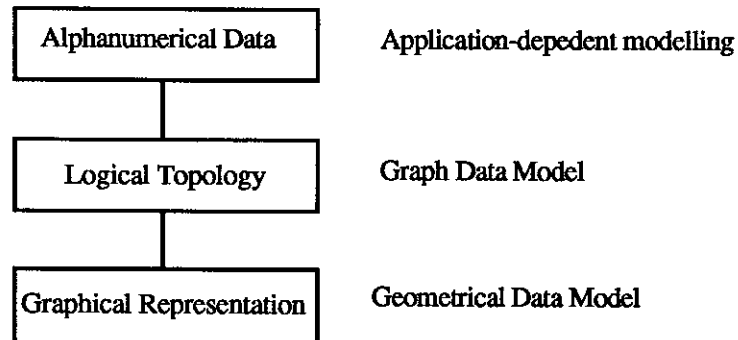 Alphanumerical Data
Application-depedent modelling
Logical Topology
Graph Data Model
Graphical Representation
Geometrical Data Model